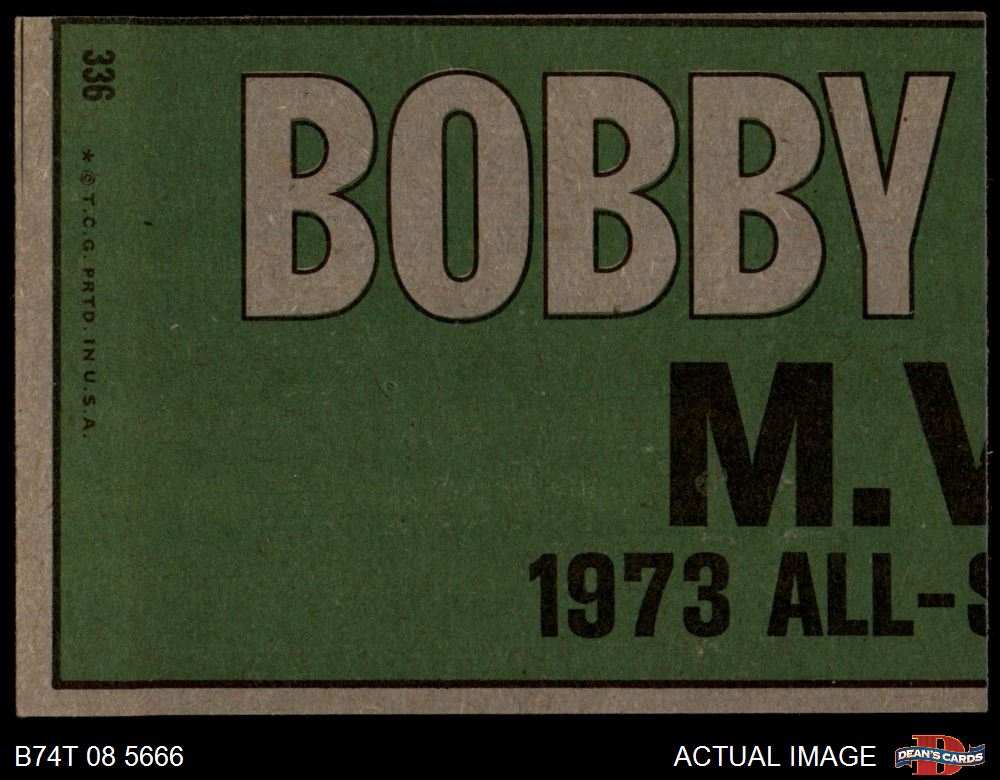 336
* © T.C.G. PRTD. IN U.S.A.
BOBBY
M.V
1973 ALL-S
B74T 08 5666
ACTUAL IMAGE
D
DEAN'S CARDS